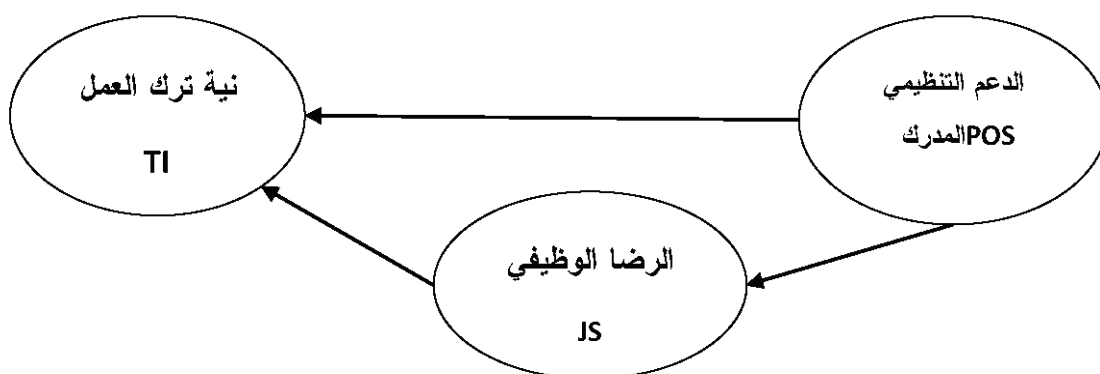 الدعم التنظيمي
المدركPOS
نية ترك العمل
TI
الرضا الوظيفي
JS